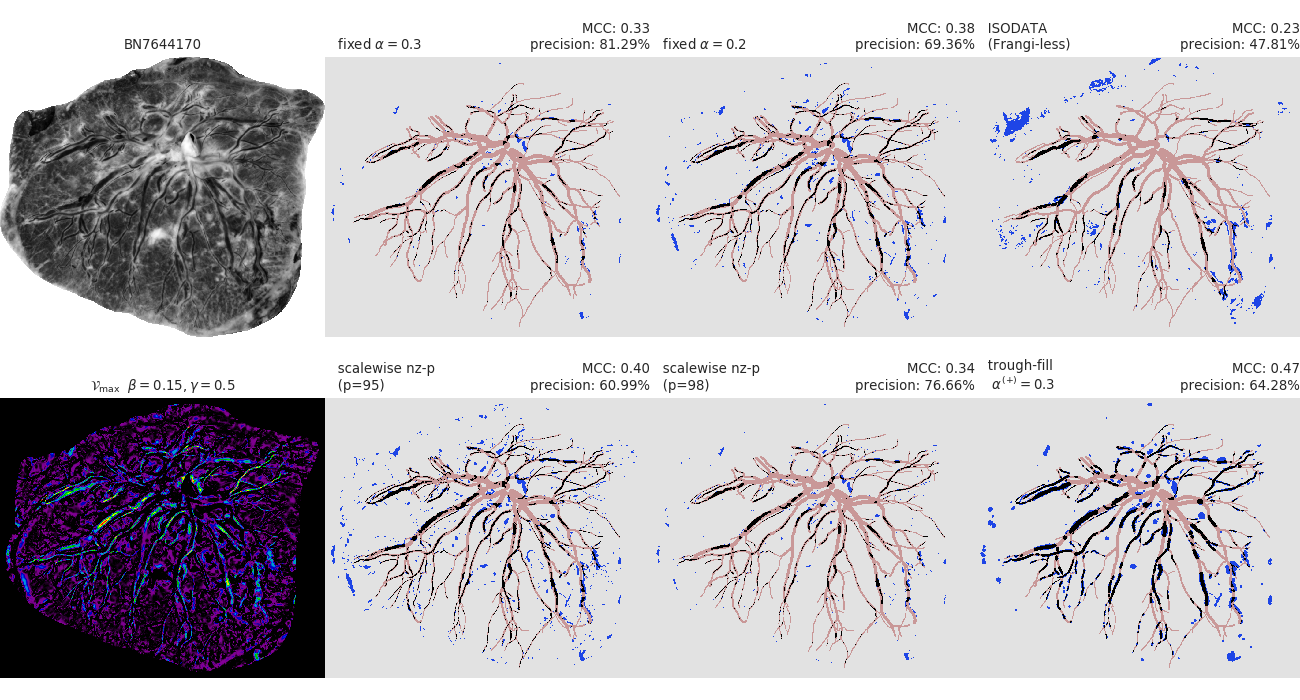 BN7644170
fixed α = 0.3
MCC: 0.33
precision: 81.29%
fixed α = 0.2
MCC: 0.38
precision: 69.36%
ISODATA
(Frangi-less)
MCC: 0.23
precision: 47.81%
𝒱max β = 0.15, γ = 0.5
scalewise nz-p
(p=95)
MCC: 0.40
precision: 60.99%
scalewise nz-p
(p=98)
MCC: 0.34
precision: 76.66%
trough-fill
α(+) = 0.3
MCC: 0.47
precision: 64.28%